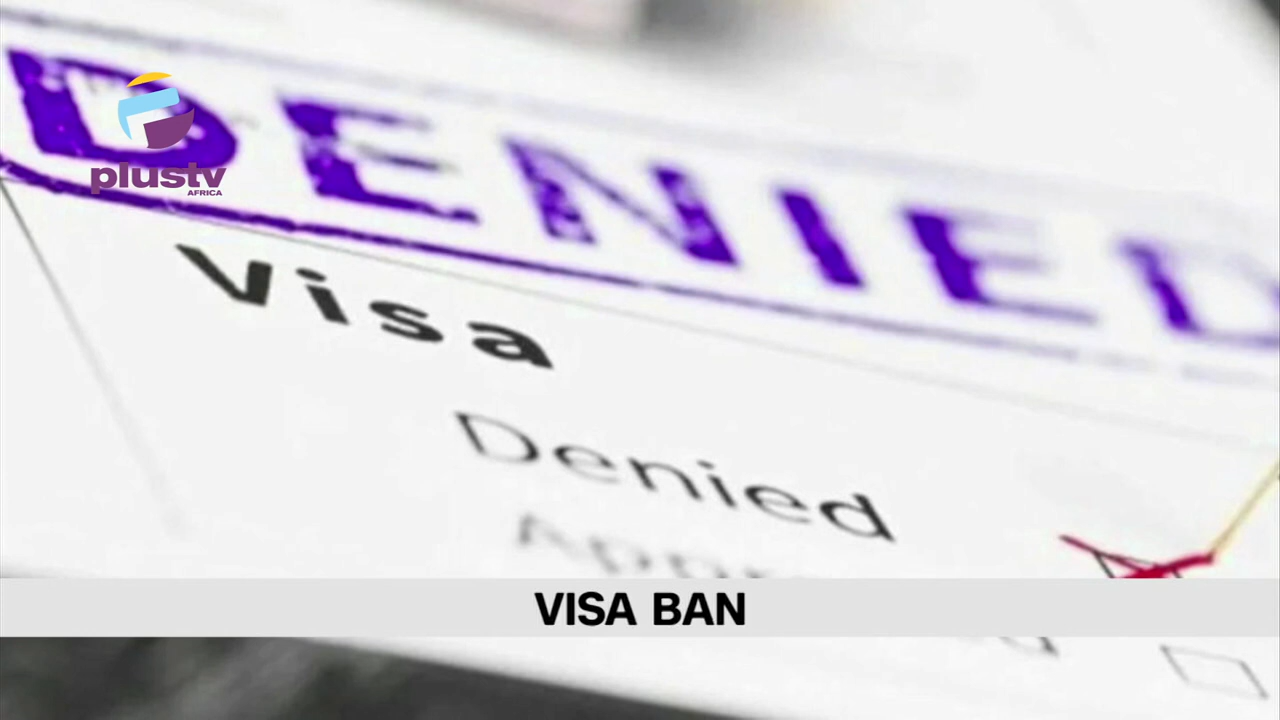 DENIED
plustv
AFRICA
Visa
Denied
VISA BAN